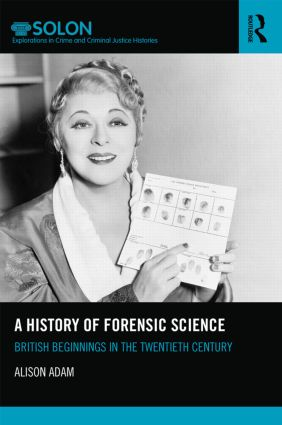 SOLON
Explorations in Crime and Criminal Justice Histories
ROUTLEDGE
A HISTORY OF FORENSIC SCIENCE
BRITISH BEGINNINGS IN THE TWENTIETH CENTURY
ALISON ADAM